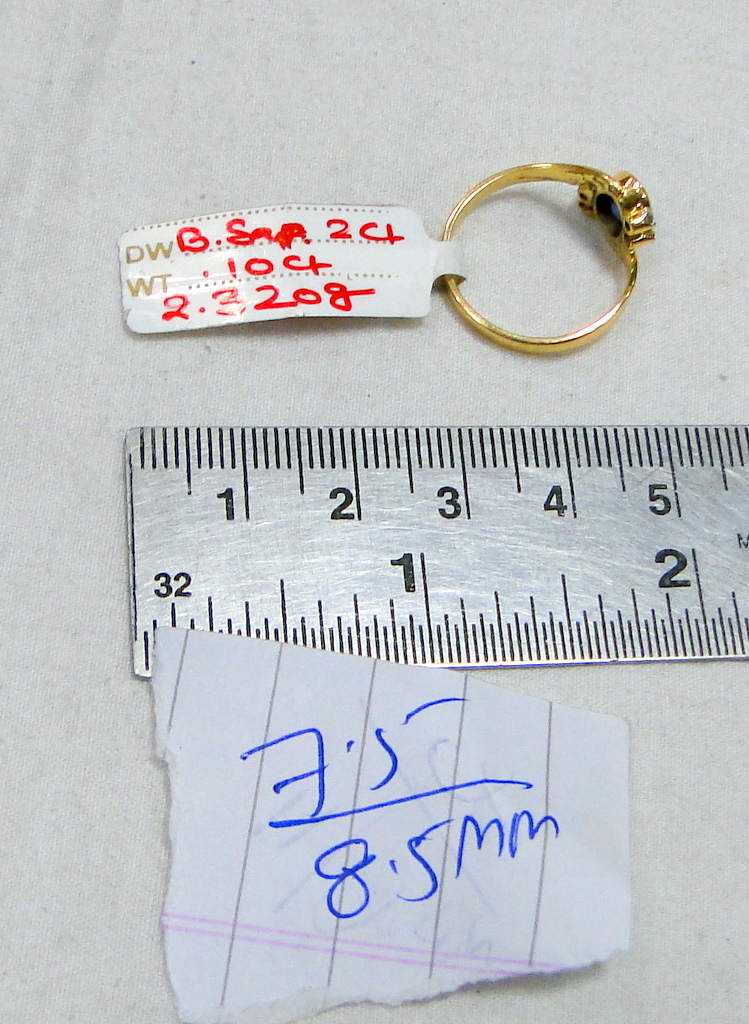 DW B. Sap. 2Ct
WT .10Ct
2.320g
1 2 3 4 5
M
1 2
32
7.5
8.5mm